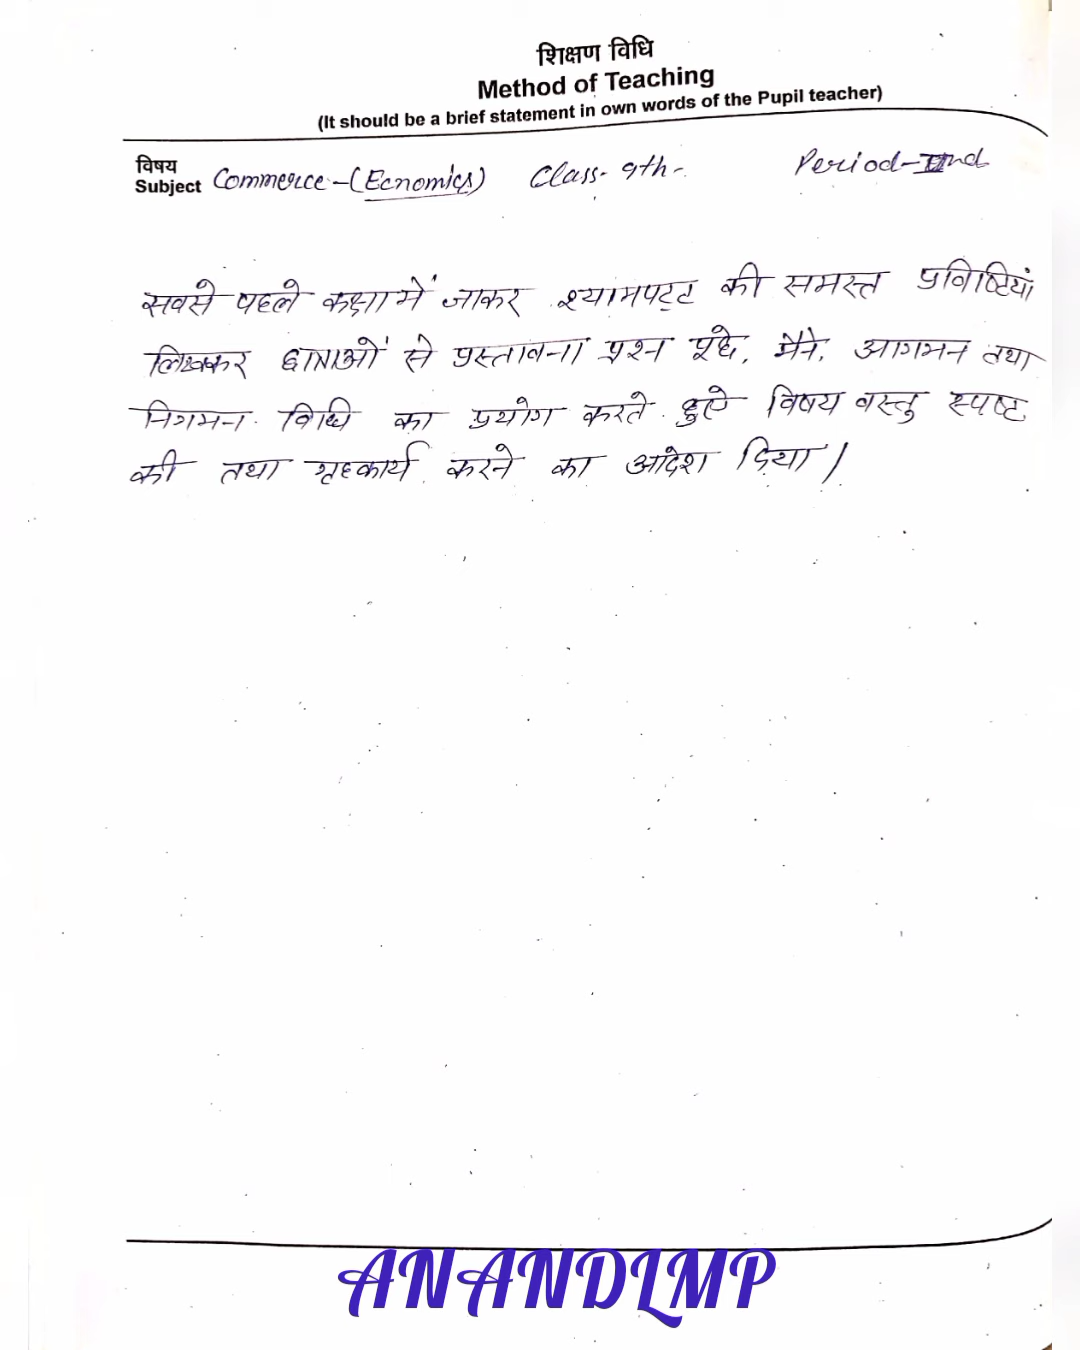 शिक्षण विधि
Method of Teaching
(It should be a brief statement in own words of the Pupil teacher)
विषय
Subject Commerce-(Ecnomics) Class- 9th- Period-IInd
सबसे पहले कक्षा में जाकर श्यामपट्ट की समस्त प्रविष्टियां
लिखकर छात्राओं से प्रस्तावना प्रश्न पूछे, मैने, आगमन तथा
निगमन विधि का प्रयोग करते हुऐ विषय वस्तु स्पष्ट
की तथा गृहकार्य करने का आदेश दिया /
ANANDLMP